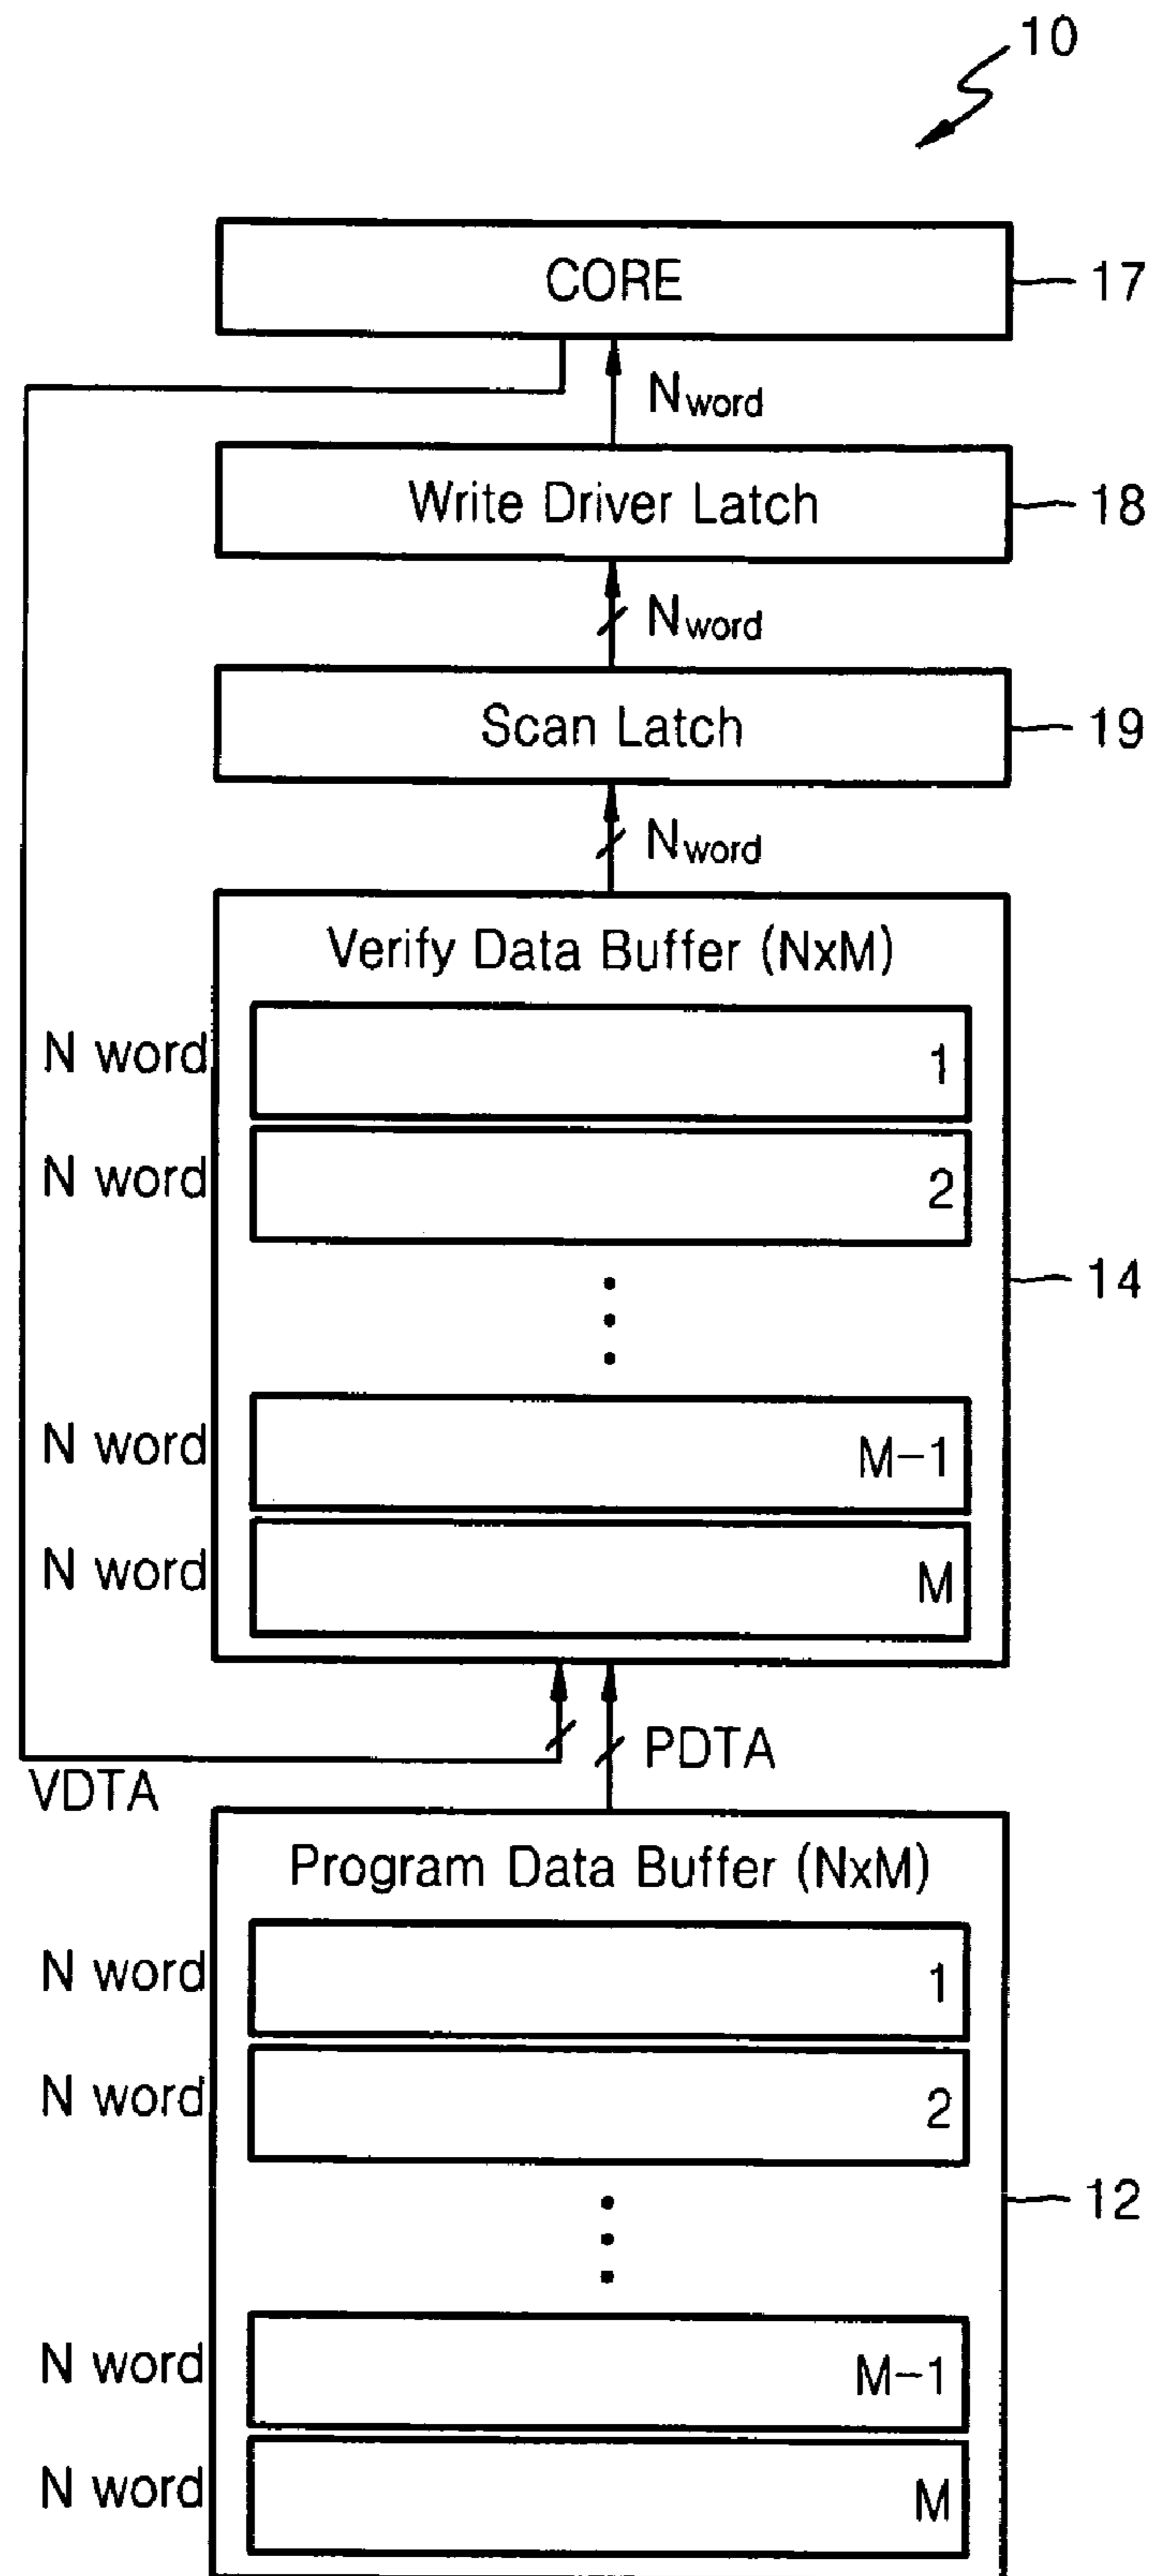 10
CORE
17
Nword
Write Driver Latch
18
Nword
Scan Latch
19
Nword
Verify Data Buffer (NxM)
N word
1
N word
2
14
N word
M-1
N word
M
PDTA
VDTA
Program Data Buffer (NxM)
N word
1
N word
2
12
N word
M-1
N word
M